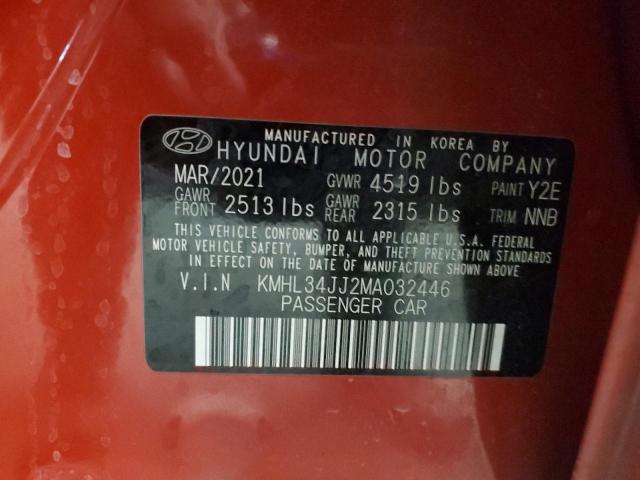 MANUFACTURED IN KOREA BY
HYUNDAI MOTOR COMPANY
MAR/2021 GVWR 4519 lbs PAINT Y2E
GAWR FRONT 2513 lbs GAWR REAR 2315 lbs TRIM NNB
THIS VEHICLE CONFORMS TO ALL APPLICABLE U.S.A. FEDERAL
MOTOR VEHICLE SAFETY, BUMPER, AND THEFT PREVENTION STANDARDS
IN EFFECT ON THE DATE OF MANUFACTURE SHOWN ABOVE
V.I.N KMHL34JJ2MA032446
PASSENGER CAR